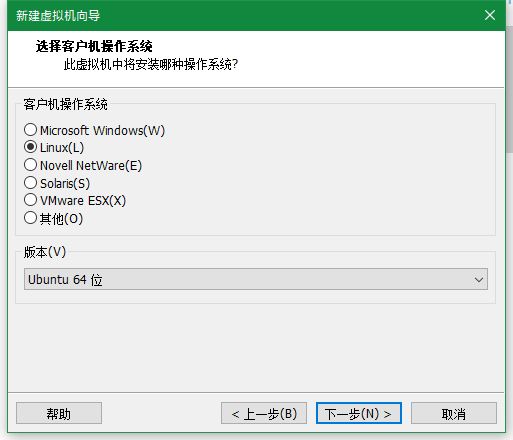 新建虚拟机向导
选择客户机操作系统
此虚拟机中将安装哪种操作系统?
客户机操作系统
Microsoft Windows(W)
Linux(L)
Novell NetWare(E)
Solaris(S)
VMware ESX(X)
其他(O)
版本(V)
Ubuntu 64 位
帮助
< 上一步(B)
下一步(N) >
取消